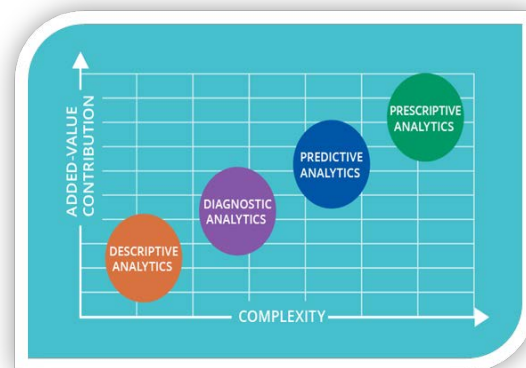 ADDED-VALUE
CONTRIBUTION
PRESCRIPTIVE
ANALYTICS
PREDICTIVE
ANALYTICS
DIAGNOSTIC
ANALYTICS
DESCRIPTIVE
ANALYTICS
COMPLEXITY